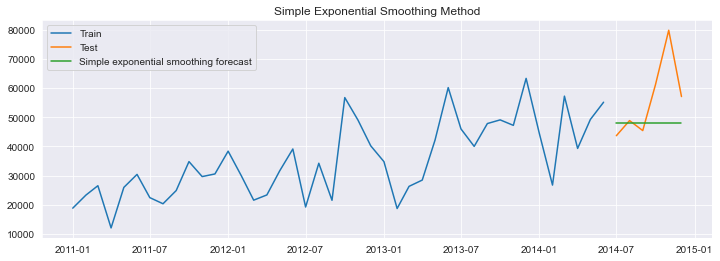 Simple Exponential Smoothing Method
Train
Test
Simple exponential smoothing forecast
80000
70000
60000
50000
40000
30000
20000
10000
2011-01 2011-07 2012-01 2012-07 2013-01 2013-07 2014-01 2014-07 2015-01